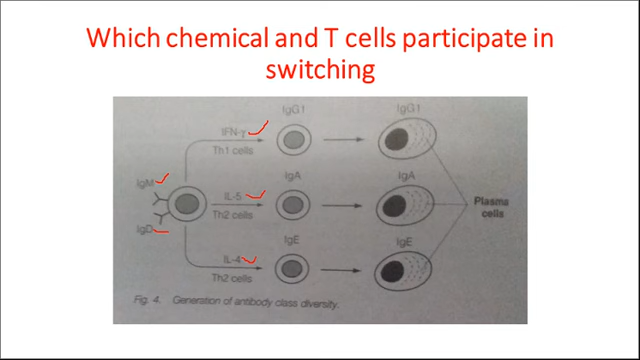 Which chemical and T cells participate in
switching
IgG1
IgG1
IFN-γ
Th1 cells
IgM
IgA
IgA
IL-5
Th2 cells
Plasma
cells
IgD
IgE
IgE
IL-4
Th2 cells
Fig. 4. Generation of antibody class diversity.